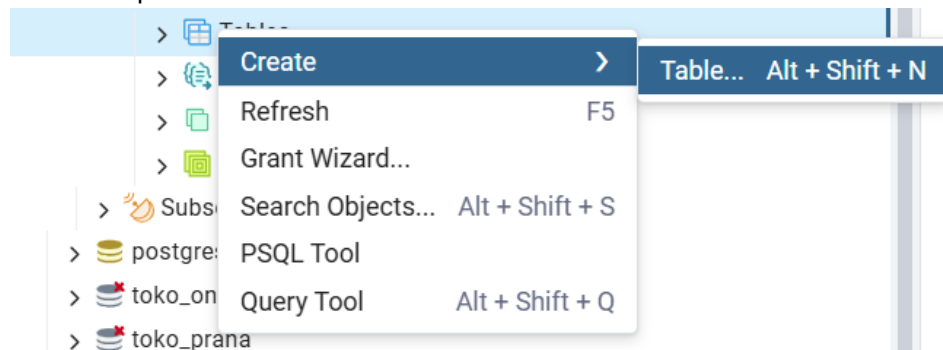 Tables
Create
Table... Alt + Shift + N
Refresh F5
Grant Wizard...
Search Objects... Alt + Shift + S
Subs
PSQL Tool
postgres
Query Tool Alt + Shift + Q
toko_on
toko_prana